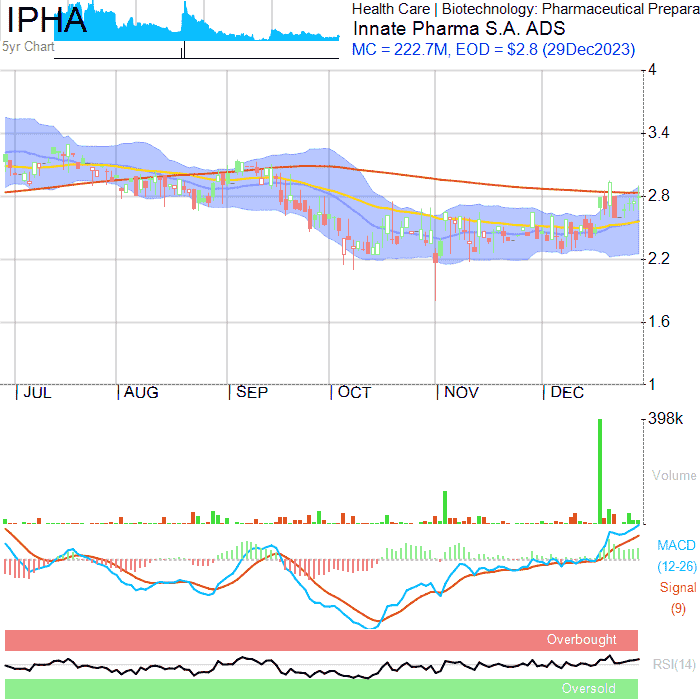 IPHA
5yr Chart
Health Care | Biotechnology: Pharmaceutical Prepara
Innate Pharma S.A. ADS
MC = 222.7M, EOD = $2.8 (29Dec2023)
4
3.4
2.8
2.2
1.6
1
JUL
AUG
SEP
OCT
NOV
DEC
398k
Volume
MACD
(12-26)
Signal
(9)
Overbought
RSI(14)
Oversold